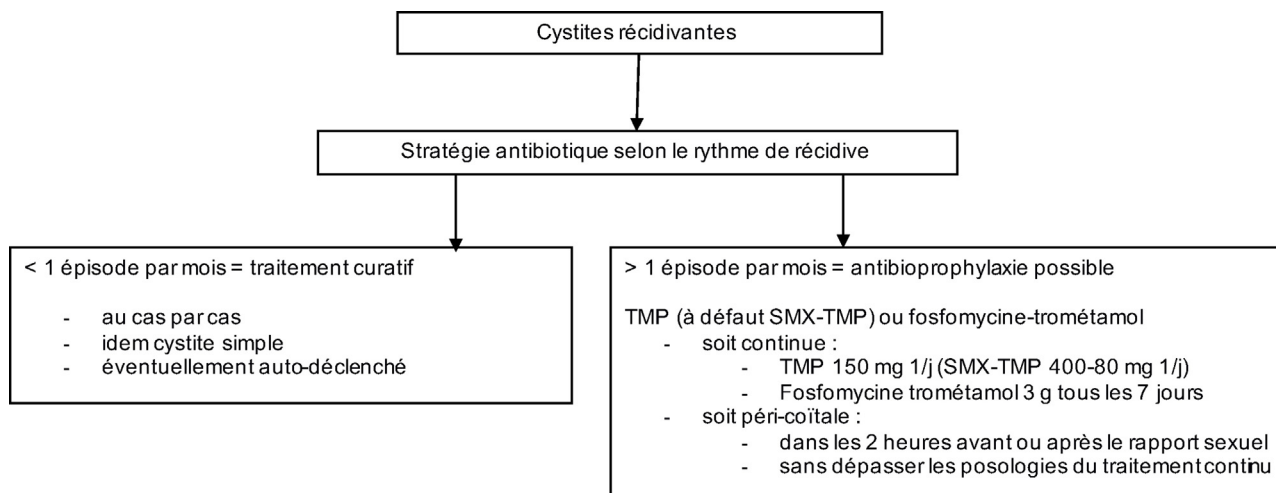 Cystites récidivantes
Stratégie antibiotique selon le rythme de récidive
< 1 épisode par mois = traitement curatif
- au cas par cas
- idem cystite simple
- éventuellement auto-déclenché
> 1 épisode par mois = antibioprophylaxie possible
TMP (à défaut SMX-TMP) ou fosfomycine-trométamol
- soit continue :
- TMP 150 mg 1/j (SMX-TMP 400-80 mg 1/j)
- Fosfomycine trométamol 3 g tous les 7 jours
- soit péri-coïtale :
- dans les 2 heures avant ou après le rapport sexuel
- sans dépasser les posologies du traitement continu